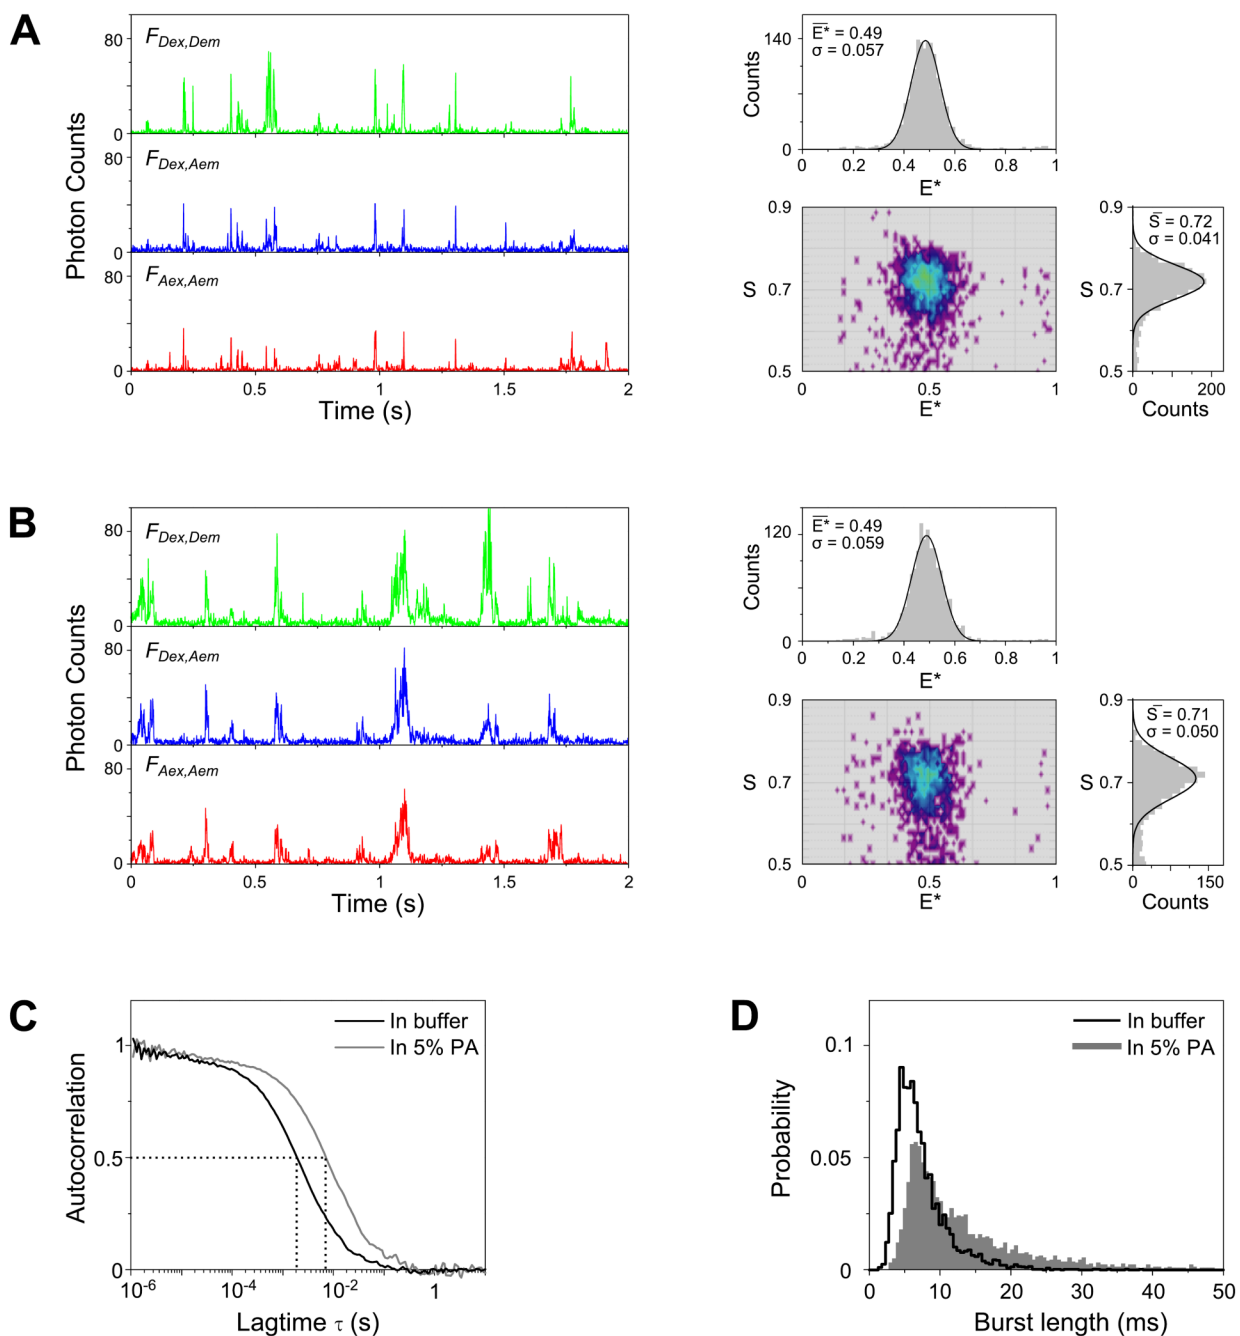 A
Photon Counts
80
0
F_Dex,Dem
80
0
F_Dex,Aem
80
0
F_Aex,Aem
0 0.5 1 1.5 2
Time (s)
Counts
140
0
E* = 0.49
σ = 0.057
0 0.2 0.4 0.6 0.8 1
E*
S
0.9
0.7
0.5
0 0.5 1
E*
S
0.9
0.7
0.5
S̄ = 0.72
σ = 0.041
0 200
Counts
B
Photon Counts
80
0
F_Dex,Dem
80
0
F_Dex,Aem
80
0
F_Aex,Aem
0 0.5 1 1.5 2
Time (s)
Counts
120
0
E* = 0.49
σ = 0.059
0 0.2 0.4 0.6 0.8 1
E*
S
0.9
0.7
0.5
0 0.5 1
E*
S
0.9
0.7
0.5
S̄ = 0.71
σ = 0.050
0 150
Counts
C
Autocorrelation
1
0.5
0
In buffer
In 5% PA
10⁻⁶ 10⁻⁴ 10⁻² 1
Lagtime τ (s)
D
Probability
0.1
0.05
0
In buffer
In 5% PA
0 10 20 30 40 50
Burst length (ms)